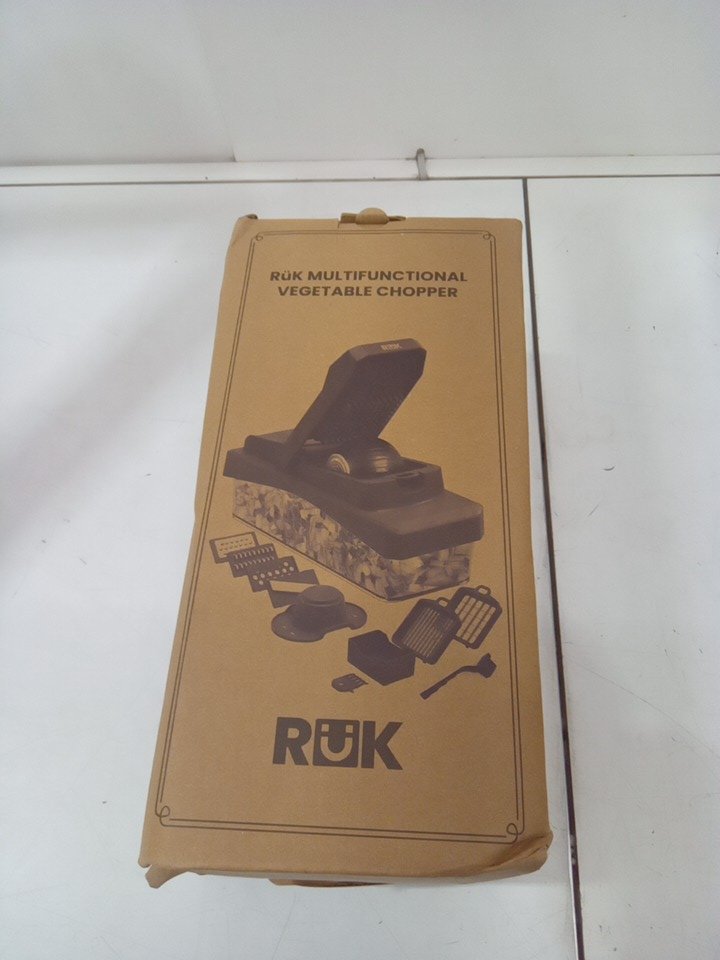 RüK MULTIFUNCTIONAL
VEGETABLE CHOPPER
RÜK
RÜK